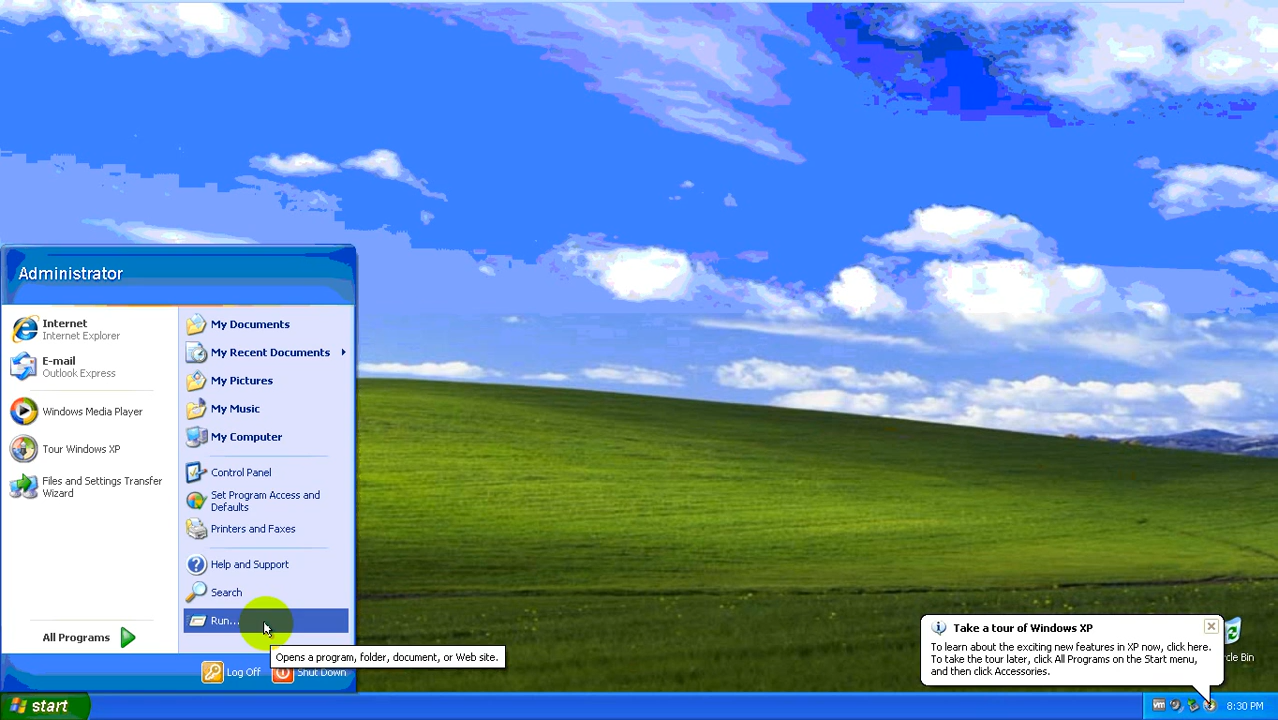 Administrator
Internet
Internet Explorer
E-mail
Outlook Express
Windows Media Player
Tour Windows XP
Files and Settings Transfer
Wizard
All Programs
My Documents
My Recent Documents
My Pictures
My Music
My Computer
Control Panel
Set Program Access and
Defaults
Printers and Faxes
Help and Support
Search
Run...
Opens a program, folder, document, or Web site.
Log Off
Shut Down
Take a tour of Windows XP
To learn about the exciting new features in XP now, click here.
To take the tour later, click All Programs on the Start menu,
and then click Accessories.
cle Bin
start
vm
8:30 PM